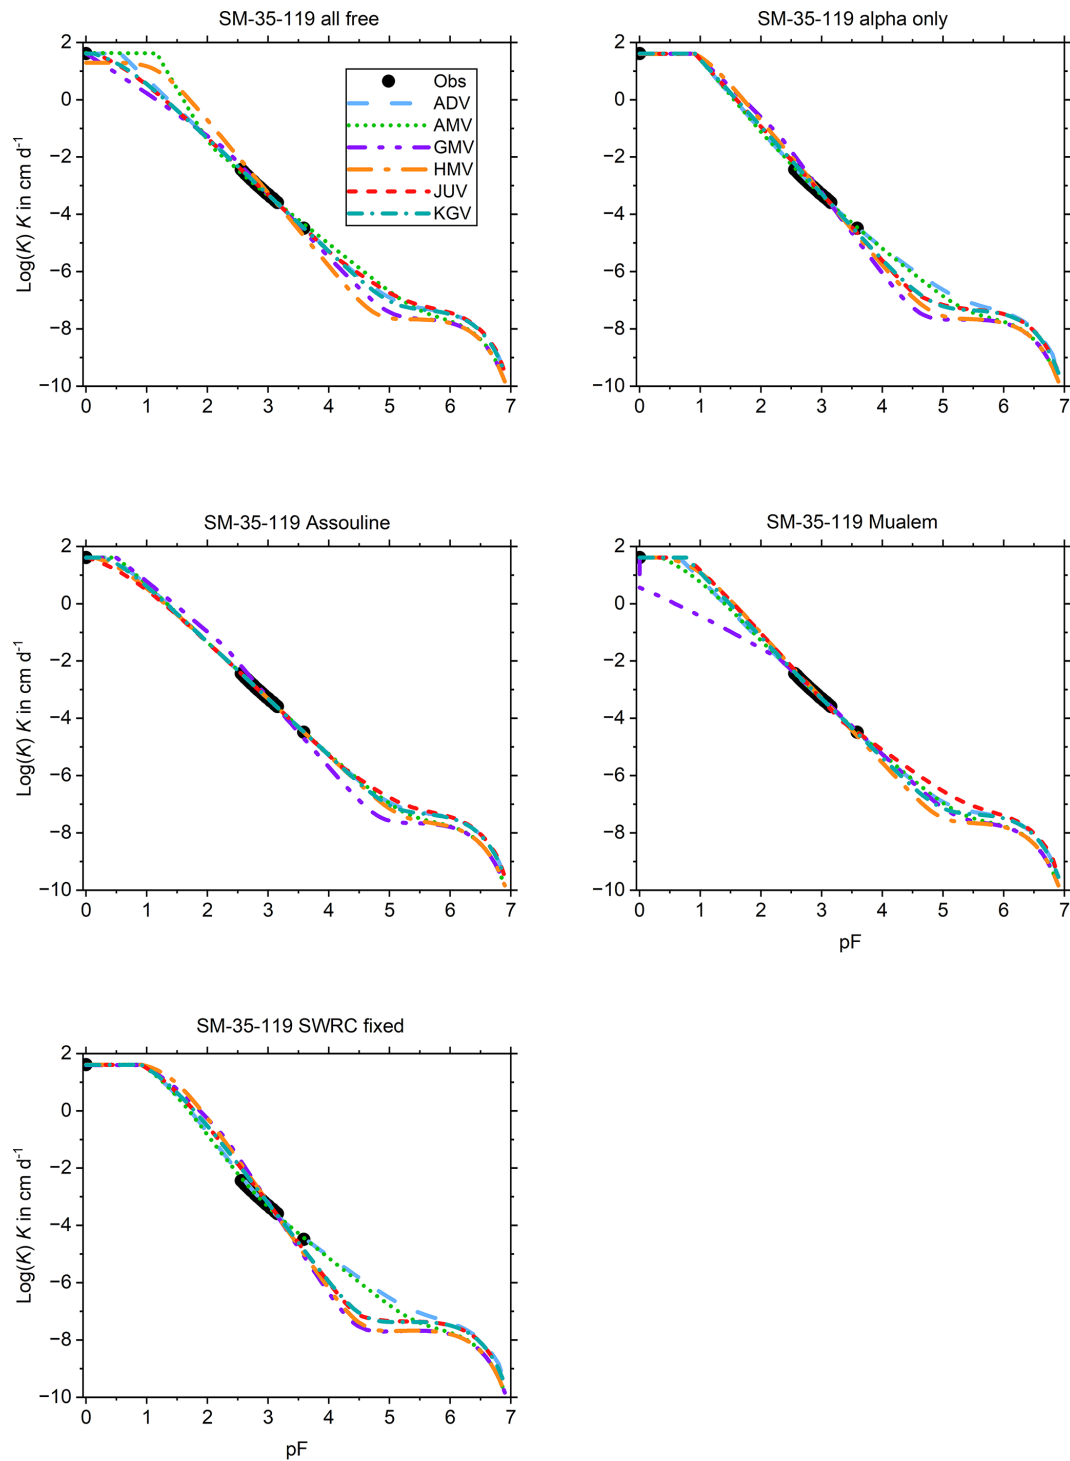 SM-35-119 all free
2
0
−2
−4
−6
−8
−10
Log(K) K in cm d-1
0 1 2 3 4 5 6 7
Obs
ADV
AMV
GMV
HMV
JUV
KGV
SM-35-119 alpha only
2
0
−2
−4
−6
−8
−10
0 1 2 3 4 5 6 7
SM-35-119 Assouline
2
0
−2
−4
−6
−8
−10
Log(K) K in cm d-1
0 1 2 3 4 5 6 7
SM-35-119 Mualem
2
0
−2
−4
−6
−8
−10
0 1 2 3 4 5 6 7
pF
SM-35-119 SWRC fixed
2
0
−2
−4
−6
−8
−10
Log(K) K in cm d-1
0 1 2 3 4 5 6 7
pF